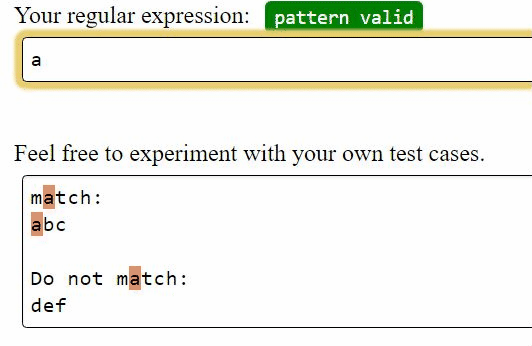 Your regular expression: pattern valid
a
Feel free to experiment with your own test cases.
match:
abc
Do not match:
def